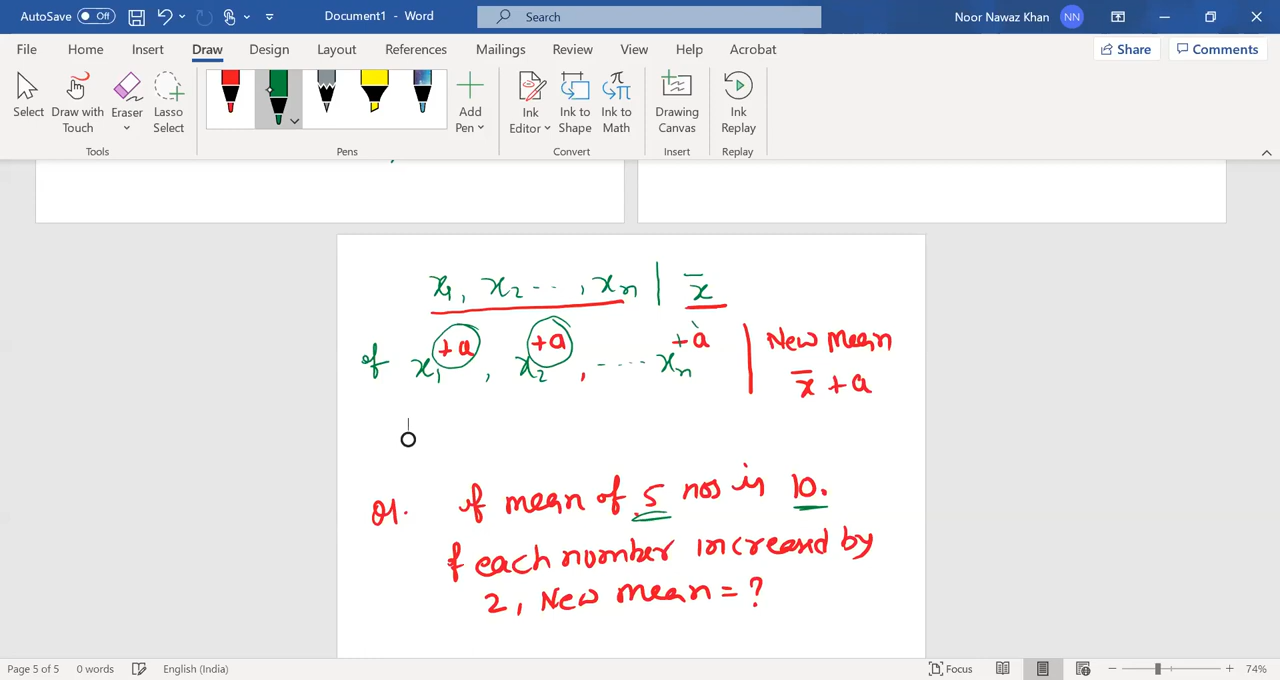 AutoSave Off Document1 - Word Search Noor Nawaz Khan NN
File Home Insert Draw Design Layout References Mailings Review View Help Acrobat Share Comments
Select Draw with Touch Eraser Lasso Select Add Pen Ink Editor Ink to Shape Ink to Math Drawing Canvas Ink Replay
Tools Pens Convert Insert Replay
x₁, x₂ ..., xₙ | x̄
If x₁+a, x₂+a, ..... xₙ+a | New Mean
x̄ + a
Q1. If mean of 5 nos is 10.
If each number increased by
2, New mean = ?
Page 5 of 5 0 words English (India) Focus 74%